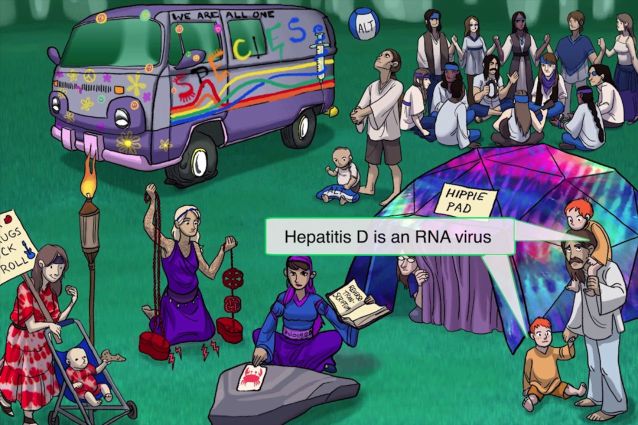 WE ARE ALL ONE
SPECIES
ALT
HIPPIE
PAD
Hepatitis D is an RNA virus
UGS
CK
ROLL